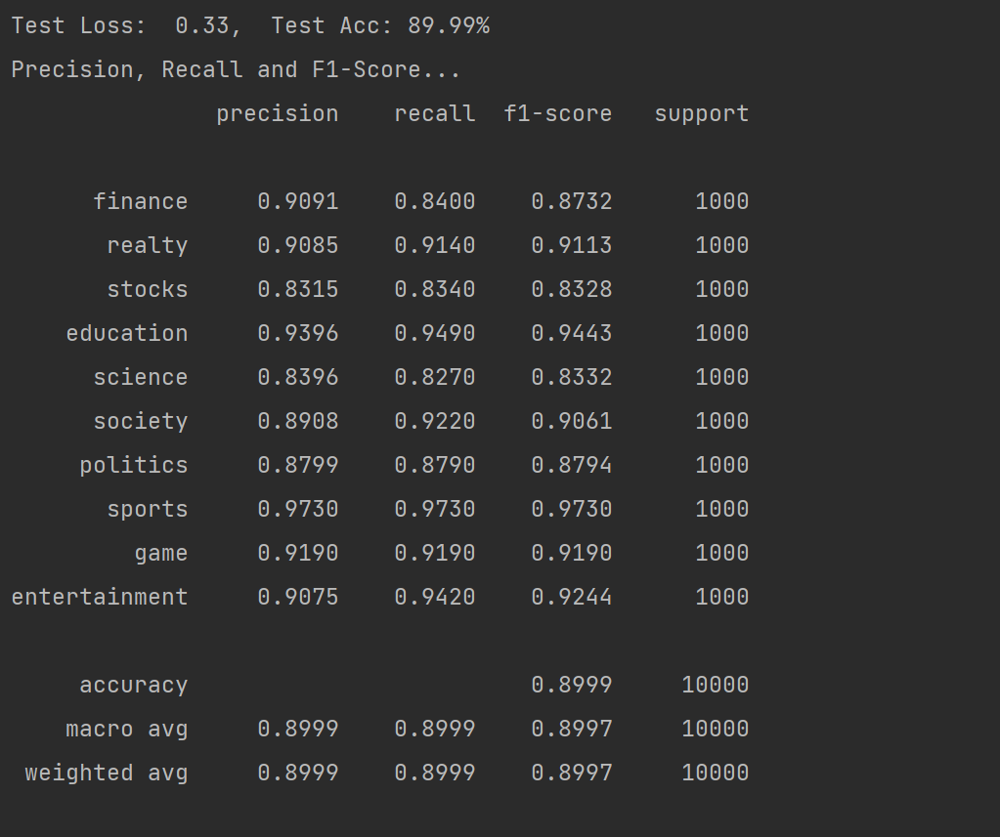 Test Loss:  0.33,  Test Acc: 89.99%
Precision, Recall and F1-Score...
               precision    recall  f1-score   support

      finance     0.9091    0.8400    0.8732      1000
       realty     0.9085    0.9140    0.9113      1000
       stocks     0.8315    0.8340    0.8328      1000
    education     0.9396    0.9490    0.9443      1000
      science     0.8396    0.8270    0.8332      1000
      society     0.8908    0.9220    0.9061      1000
     politics     0.8799    0.8790    0.8794      1000
       sports     0.9730    0.9730    0.9730      1000
         game     0.9190    0.9190    0.9190      1000
entertainment     0.9075    0.9420    0.9244      1000

     accuracy                         0.8999     10000
    macro avg     0.8999    0.8999    0.8997     10000
 weighted avg     0.8999    0.8999    0.8997     10000